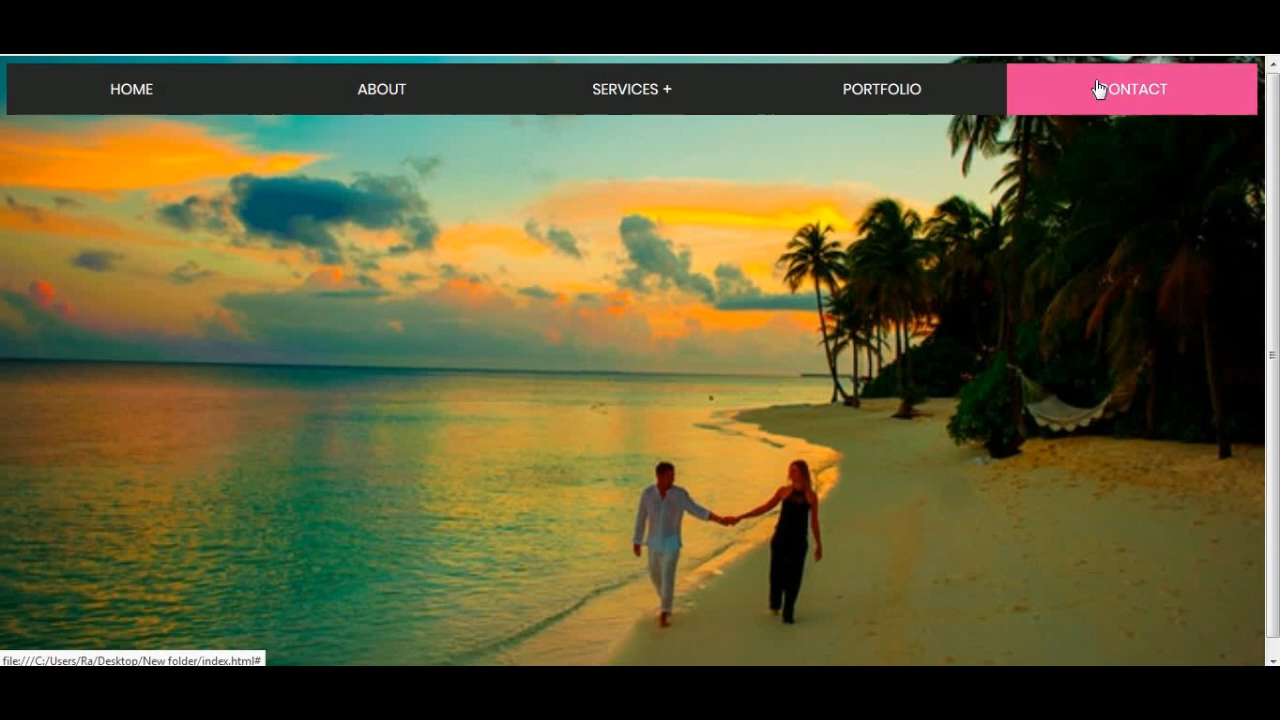 HOME
ABOUT
SERVICES +
PORTFOLIO
CONTACT
file:///C:/Users/Ra/Desktop/New folder/index.html#